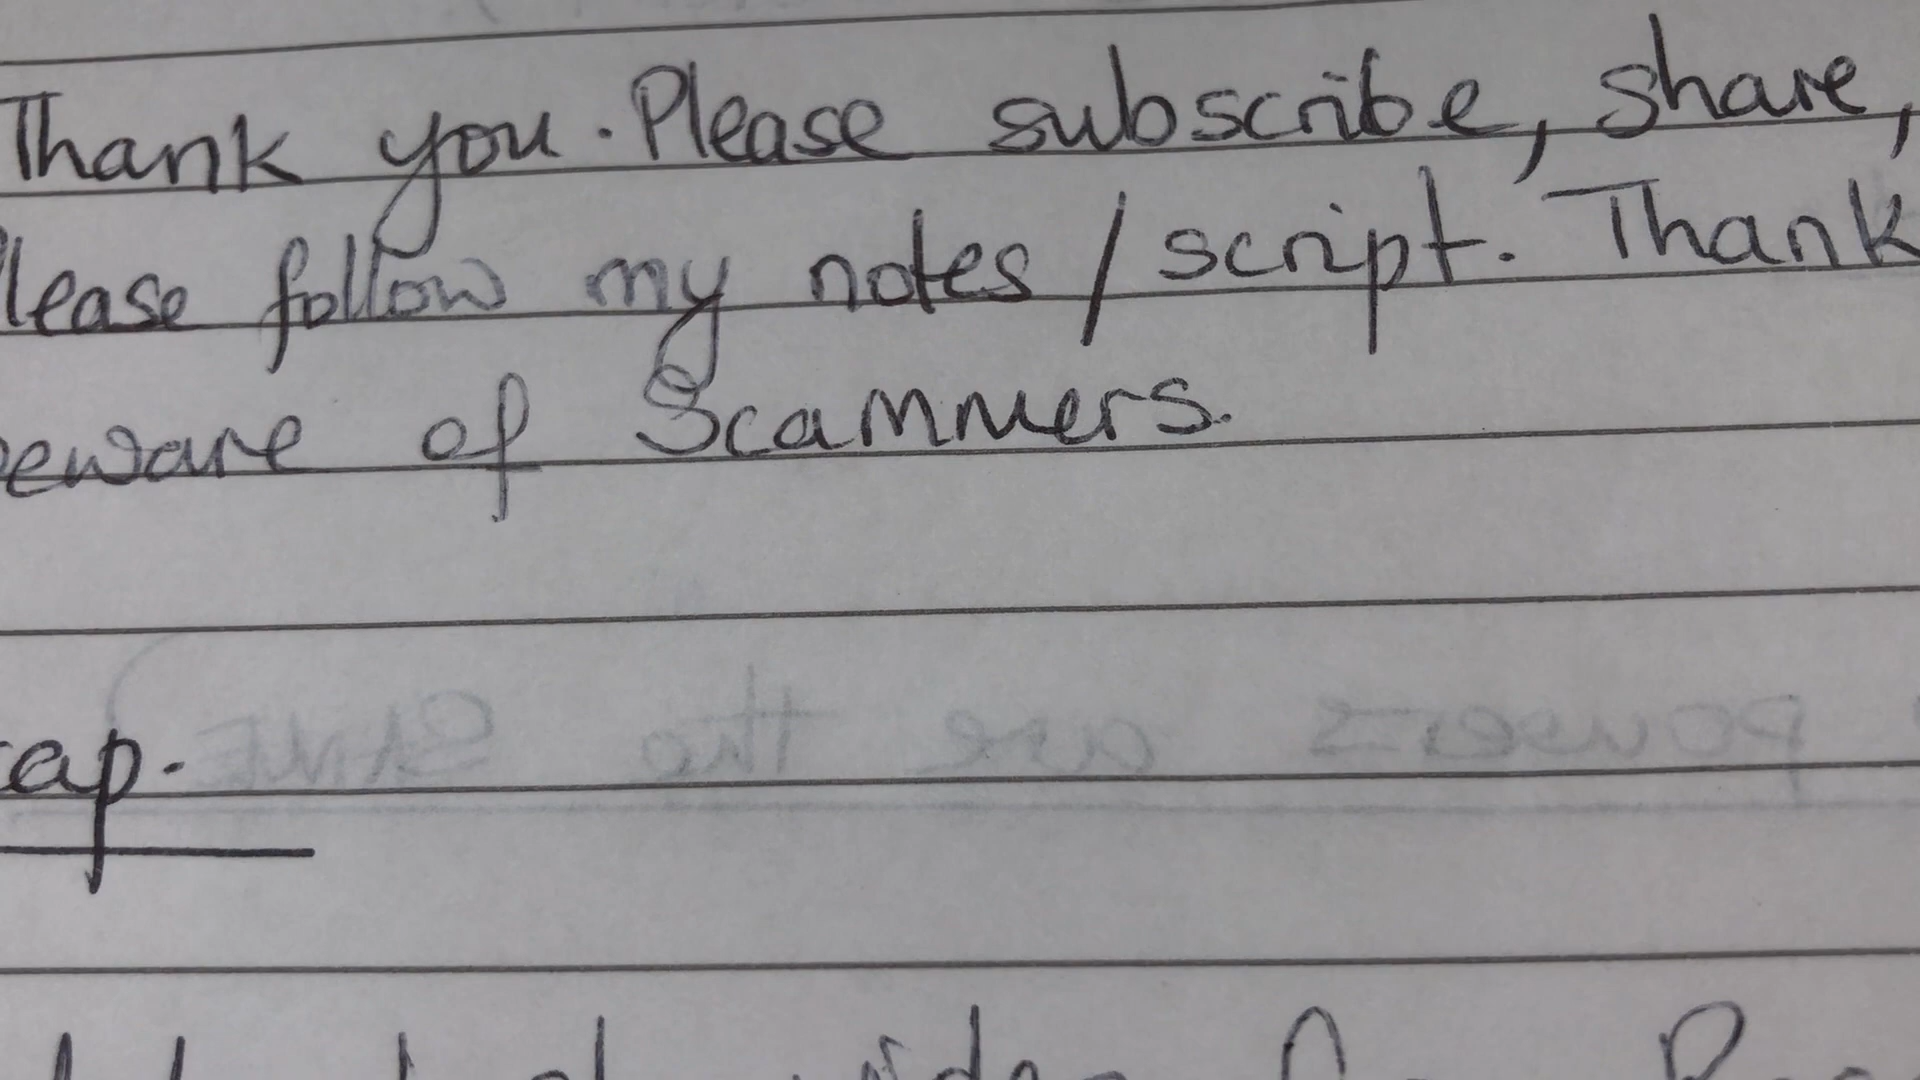 Thank you. Please subscribe, share,
lease follow my notes / script. Thank
eware of Scammers.
ap.